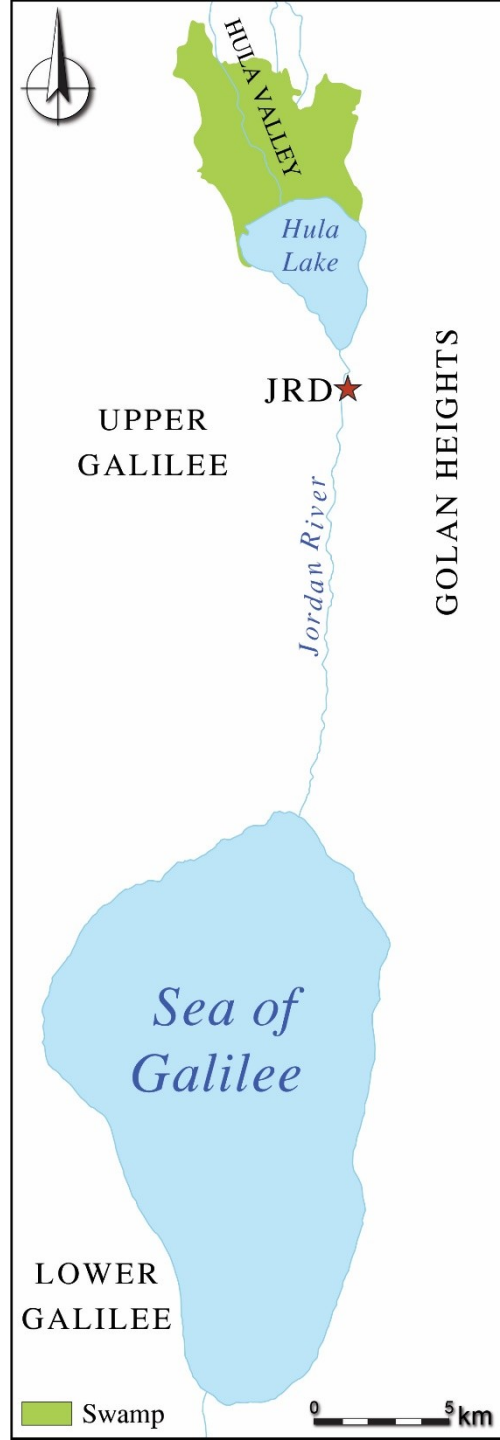 HULA VALLEY
Hula
Lake
JRD
UPPER
GALILEE
GOLAN HEIGHTS
Jordan River
Sea of
Galilee
LOWER
GALILEE
Swamp
0 5 km